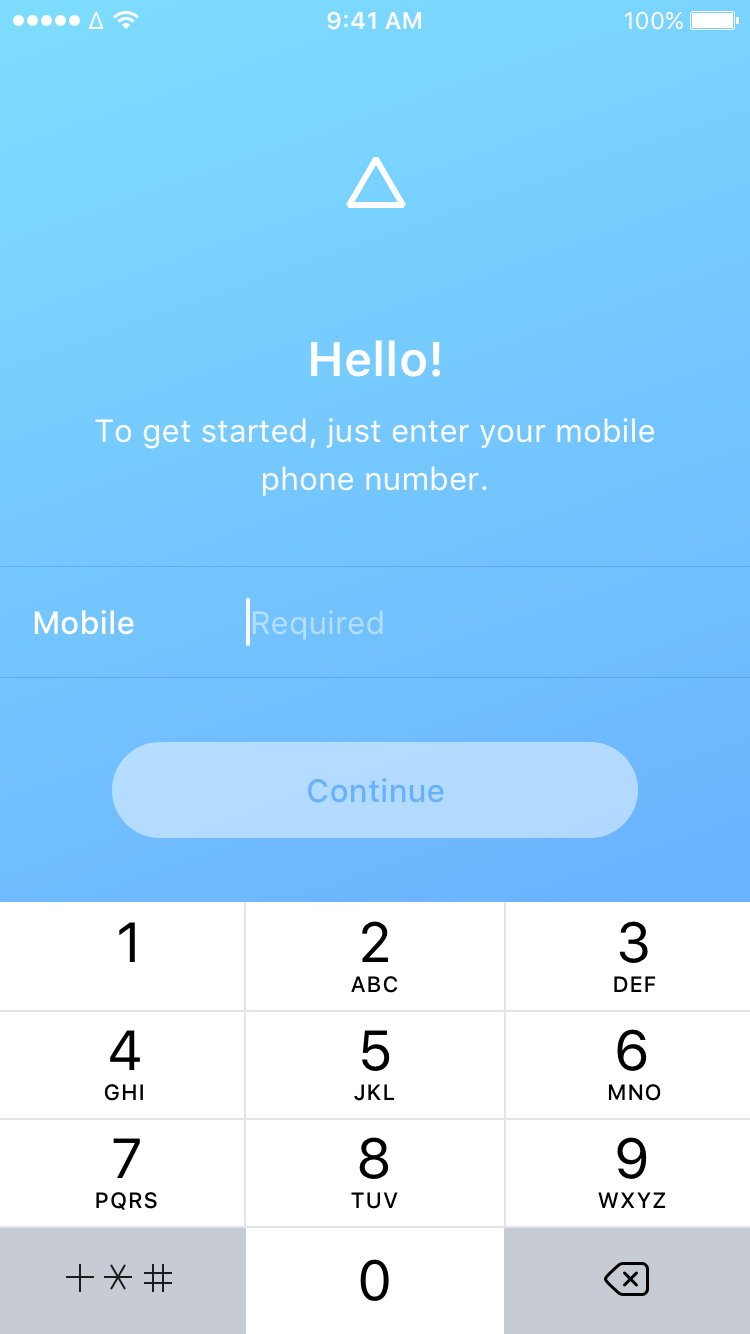 9:41 AM 100%
Hello!
To get started, just enter your mobile
phone number.
Mobile Required
Continue
1 2 3
ABC DEF
4 5 6
GHI JKL MNO
7 8 9
PQRS TUV WXYZ
+ * # 0